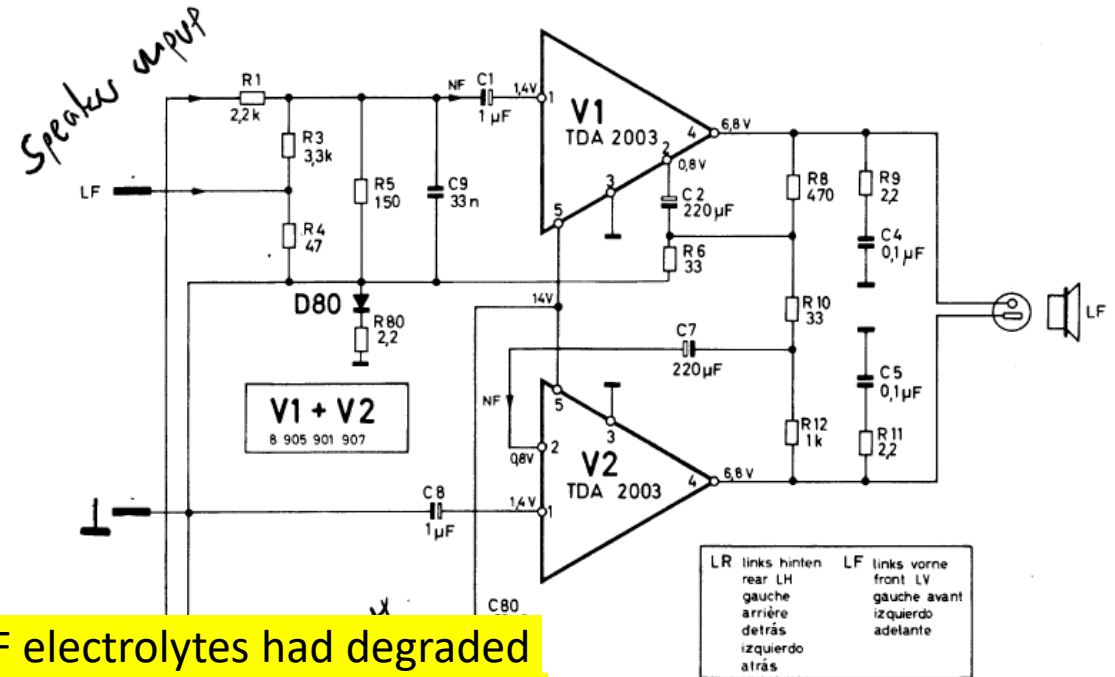 Speaker input
R1
2,2k
NF
C1
1 µF
1,4V
1
V1
TDA 2003
4
6,8 V
2
0,8V
3
5
LF
R3
3,3k
R4
47
R5
150
C9
33n
C2
220µF
R6
33
R8
470
R9
2,2
C4
0,1µF
D80
R80
2,2
14V
R10
33
LF
C7
220µF
C5
0,1µF
V1 + V2
8 905 901 907
NF
5
3
2
0,8V
V2
TDA 2003
4
6,8V
R12
1k
R11
2,2
C8
1µF
1,4V
1
C80
LR links hinten
rear LH
gauche
arrière
detrás
izquierdo
atrás
LF links vorne
front LV
gauche avant
izquierdo
adelante
F electrolytes had degraded